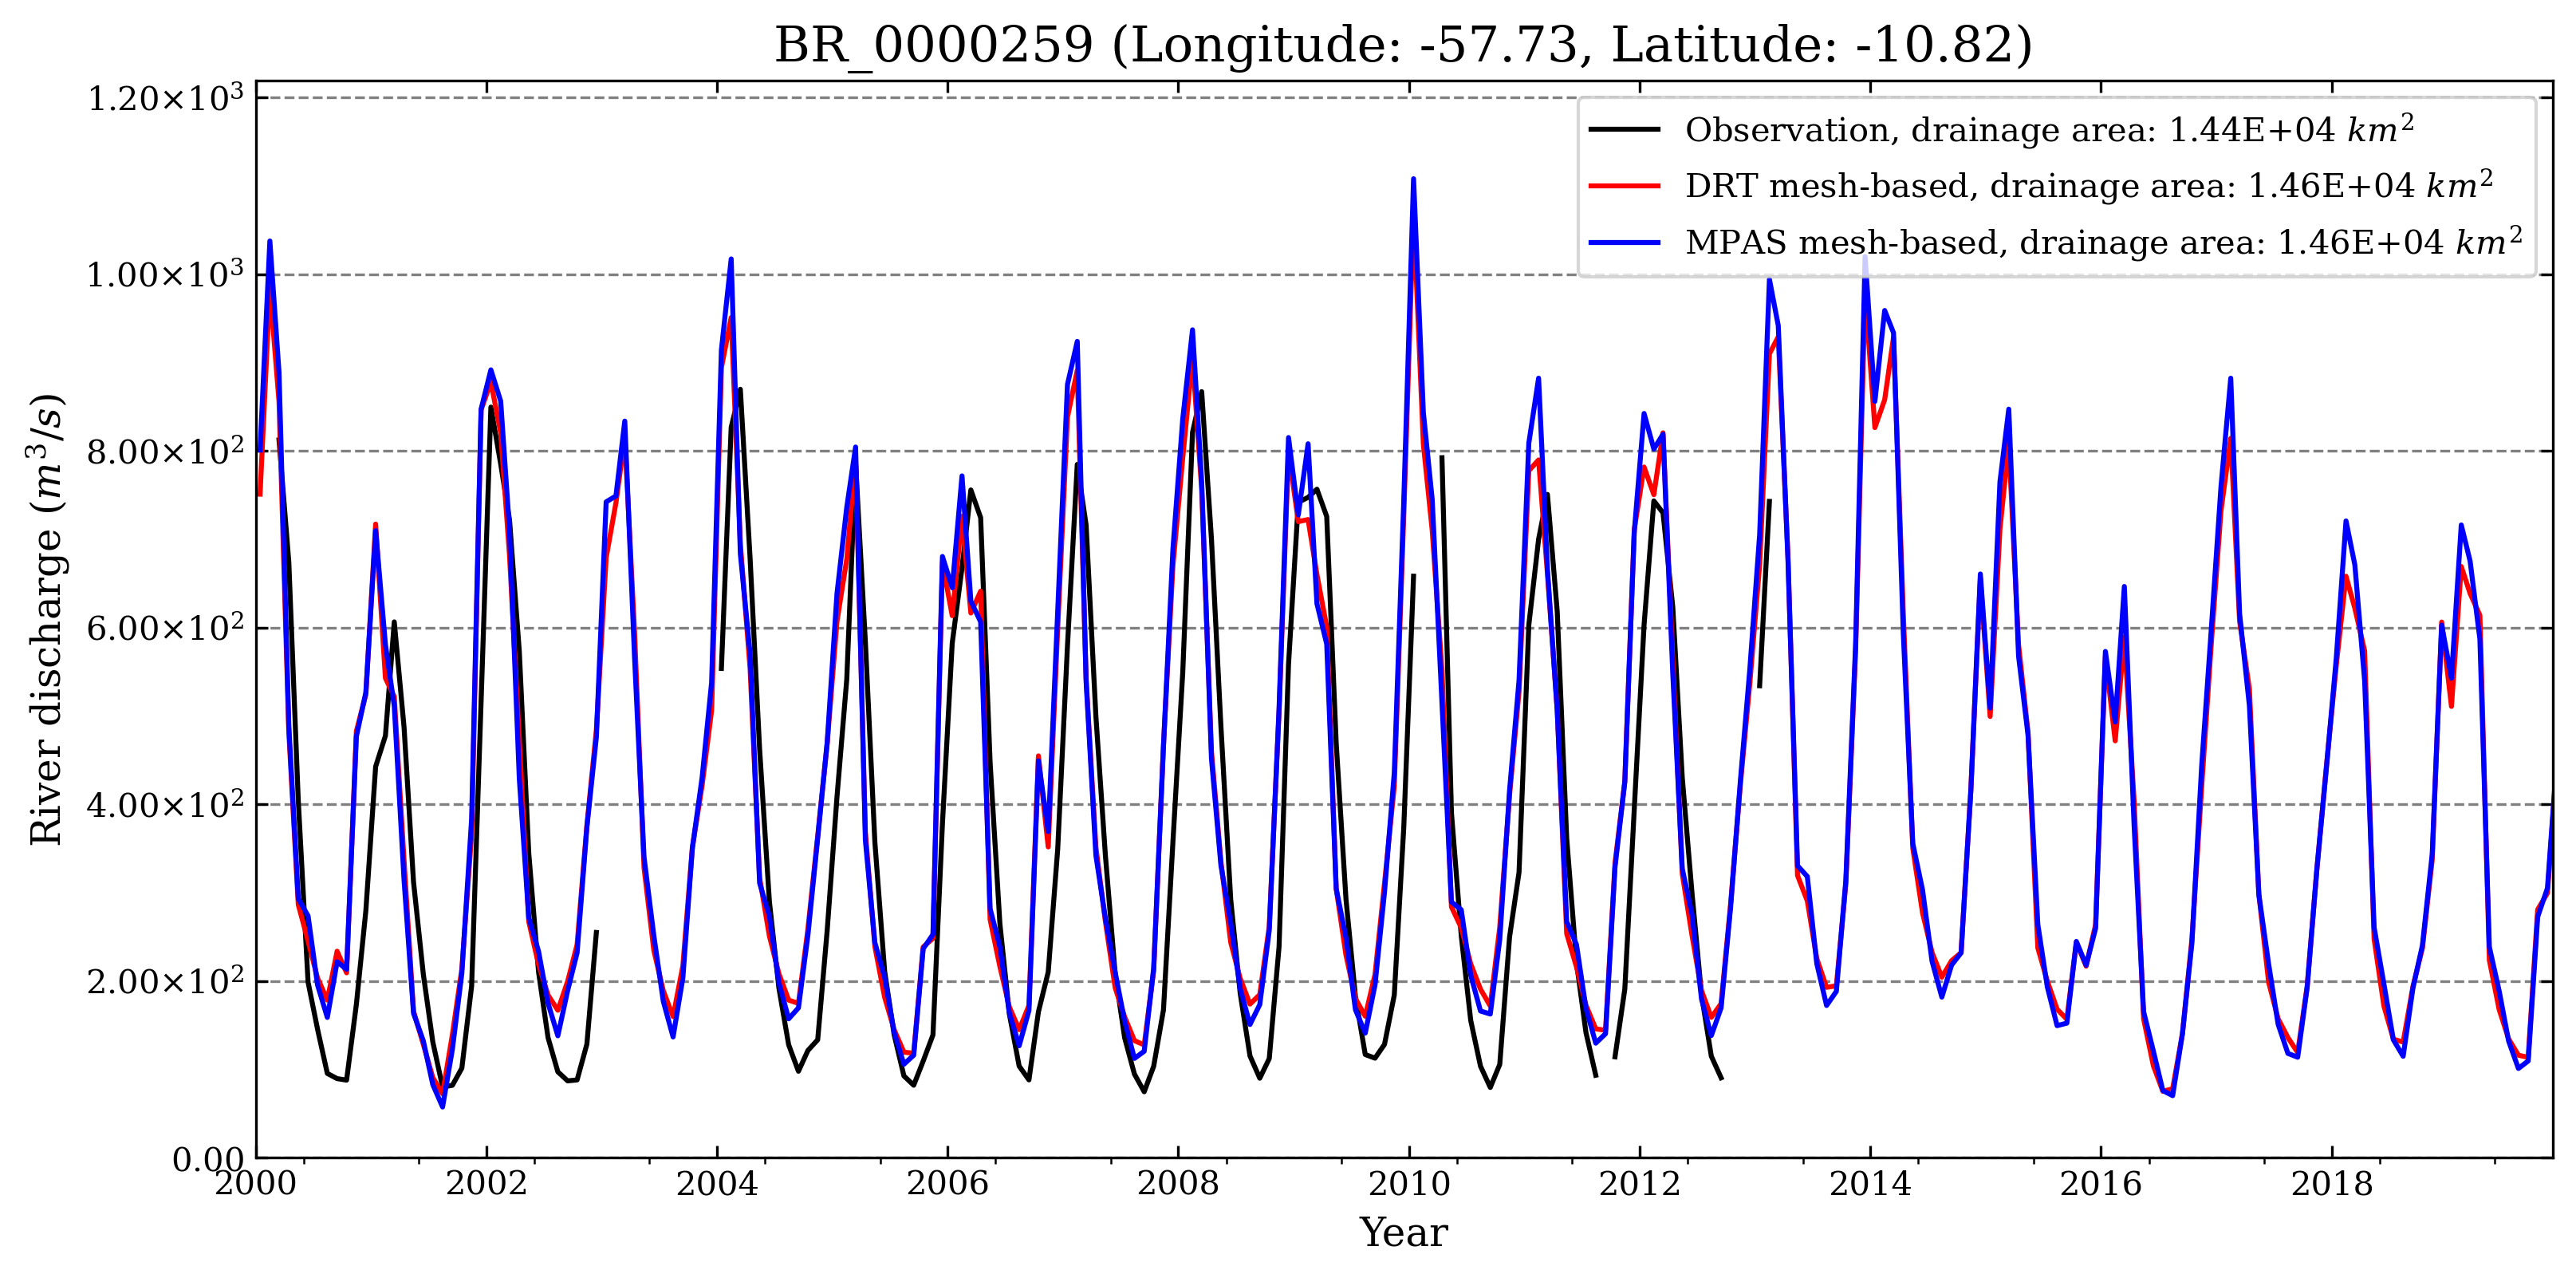 BR_0000259 (Longitude: -57.73, Latitude: -10.82)
1.20×10³
1.00×10³
8.00×10²
6.00×10²
4.00×10²
2.00×10²
0.00
River discharge (m³/s)
Observation, drainage area: 1.44E+04 km²
DRT mesh-based, drainage area: 1.46E+04 km²
MPAS mesh-based, drainage area: 1.46E+04 km²
2000 2002 2004 2006 2008 2010 2012 2014 2016 2018
Year